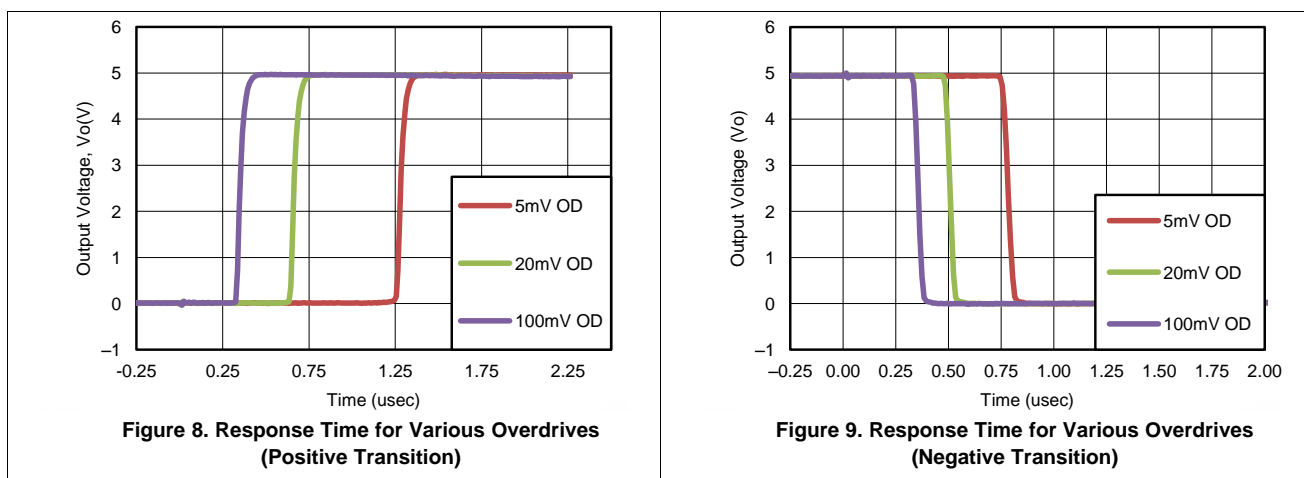 6
5
4
3
2
1
0
–1
Output Voltage, Vo(V)
5mV OD
20mV OD
100mV OD
-0.25 0.25 0.75 1.25 1.75 2.25
Time (usec)
Figure 8. Response Time for Various Overdrives
(Positive Transition)
6
5
4
3
2
1
0
–1
Output Voltage (Vo)
5mV OD
20mV OD
100mV OD
–0.25 0.00 0.25 0.50 0.75 1.00 1.25 1.50 1.75 2.00
Time (usec)
Figure 9. Response Time for Various Overdrives
(Negative Transition)